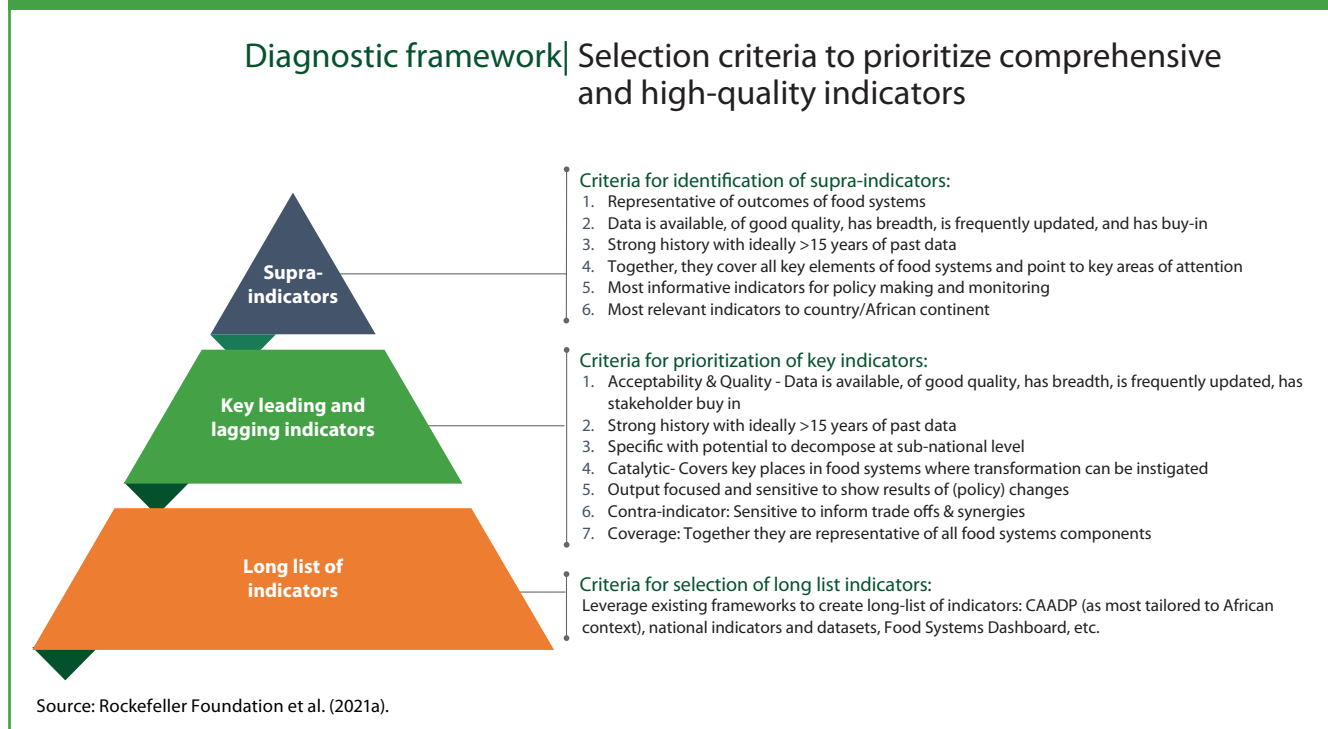 Diagnostic framework| Selection criteria to prioritize comprehensive
and high-quality indicators
Supra-
indicators
Criteria for identification of supra-indicators:
1. Representative of outcomes of food systems
2. Data is available, of good quality, has breadth, is frequently updated, and has buy-in
3. Strong history with ideally >15 years of past data
4. Together, they cover all key elements of food systems and point to key areas of attention
5. Most informative indicators for policy making and monitoring
6. Most relevant indicators to country/African continent
Key leading and
lagging indicators
Criteria for prioritization of key indicators:
1. Acceptability & Quality - Data is available, of good quality, has breadth, is frequently updated, has
stakeholder buy in
2. Strong history with ideally >15 years of past data
3. Specific with potential to decompose at sub-national level
4. Catalytic- Covers key places in food systems where transformation can be instigated
5. Output focused and sensitive to show results of (policy) changes
6. Contra-indicator: Sensitive to inform trade offs & synergies
7. Coverage: Together they are representative of all food systems components
Long list of
indicators
Criteria for selection of long list indicators:
Leverage existing frameworks to create long-list of indicators: CAADP (as most tailored to African
context), national indicators and datasets, Food Systems Dashboard, etc.
Source: Rockefeller Foundation et al. (2021a).